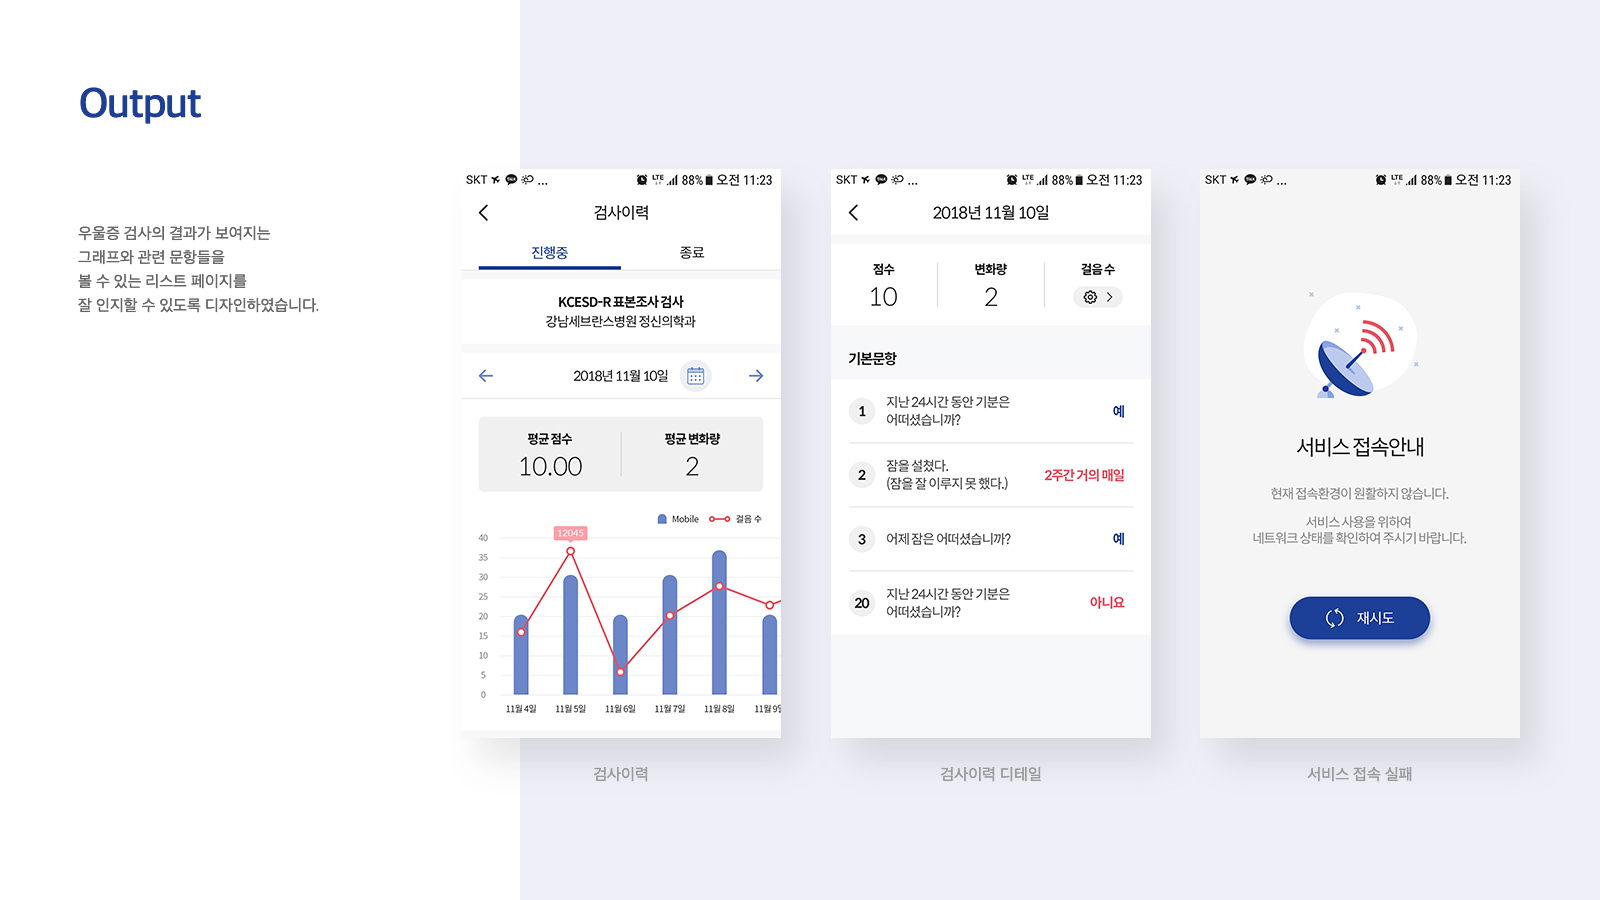 Output
우울증 검사의 결과가 보여지는
그래프와 관련 문항들을
볼 수 있는 리스트 페이지를
잘 인지할 수 있도록 디자인하였습니다.
SKT ... LTE 88% 오전 11:23
검사이력
진행중 종료
KCESD-R 표본조사 검사
강남세브란스병원 정신의학과
2018년 11월 10일
평균 점수 평균 변화량
10.00 2
Mobile 걸음 수
12045
40
35
30
25
20
15
10
5
0
11월 4일 11월 5일 11월 6일 11월 7일 11월 8일 11월 9일
검사이력
SKT ... LTE 88% 오전 11:23
2018년 11월 10일
점수 변화량 걸음 수
10 2
기본문항
1 지난 24시간 동안 기분은
어떠셨습니까?
예
2 잠을 설쳤다.
(잠을 잘 이루지 못 했다.)
2주간 거의 매일
3 어제 잠은 어떠셨습니까? 예
20 지난 24시간 동안 기분은
어떠셨습니까?
아니요
검사이력 디테일
SKT ... LTE 88% 오전 11:23
서비스 접속안내
현재 접속환경이 원활하지 않습니다.
서비스 사용을 위하여
네트워크 상태를 확인하여 주시기 바랍니다.
재시도
서비스 접속 실패